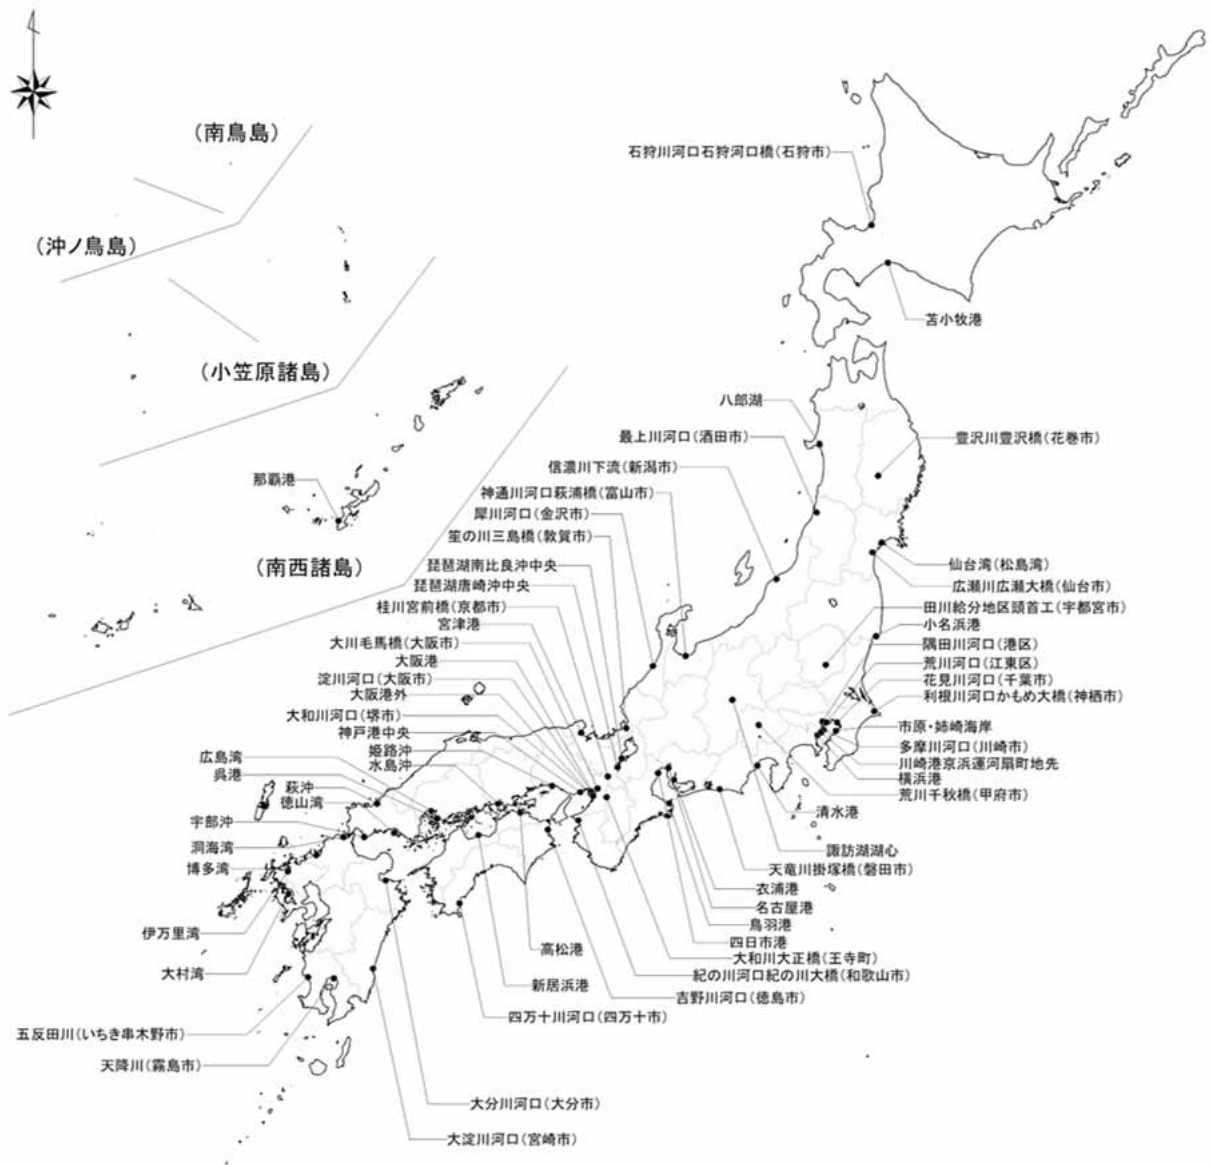 (南鳥島)
(沖ノ鳥島)
(小笠原諸島)
(南西諸島)
石狩川河口石狩河口橋(石狩市)
苫小牧港
八郎湖
最上川河口(酒田市)
豊沢川豊沢橋(花巻市)
信濃川下流(新潟市)
那覇港
神通川河口萩浦橋(富山市)
犀川河口(金沢市)
笙の川三島橋(敦賀市)
琵琶湖南比良沖中央
琵琶湖唐崎沖中央
桂川宮前橋(京都市)
宮津港
大川毛馬橋(大阪市)
大阪港
淀川河口(大阪市)
大阪港外
大和川河口(堺市)
神戸港中央
姫路沖
水島沖
広島湾
呉港
萩沖
徳山湾
宇部沖
洞海湾
博多湾
伊万里湾
大村湾
五反田川(いちき串木野市)
天降川(霧島市)
仙台湾(松島湾)
広瀬川広瀬大橋(仙台市)
田川給分地区頭首工(宇都宮市)
小名浜港
隅田川河口(港区)
荒川河口(江東区)
花見川河口(千葉市)
利根川河口かもめ大橋(神栖市)
市原・姉崎海岸
多摩川河口(川崎市)
川崎港京浜運河扇町地先
横浜港
荒川千秋橋(甲府市)
清水港
諏訪湖湖心
天竜川掛塚橋(磐田市)
衣浦港
名古屋港
鳥羽港
四日市港
大和川大正橋(王寺町)
紀の川河口紀の川大橋(和歌山市)
吉野川河口(徳島市)
高松港
新居浜港
四万十川河口(四万十市)
大分川河口(大分市)
大淀川河口(宮崎市)